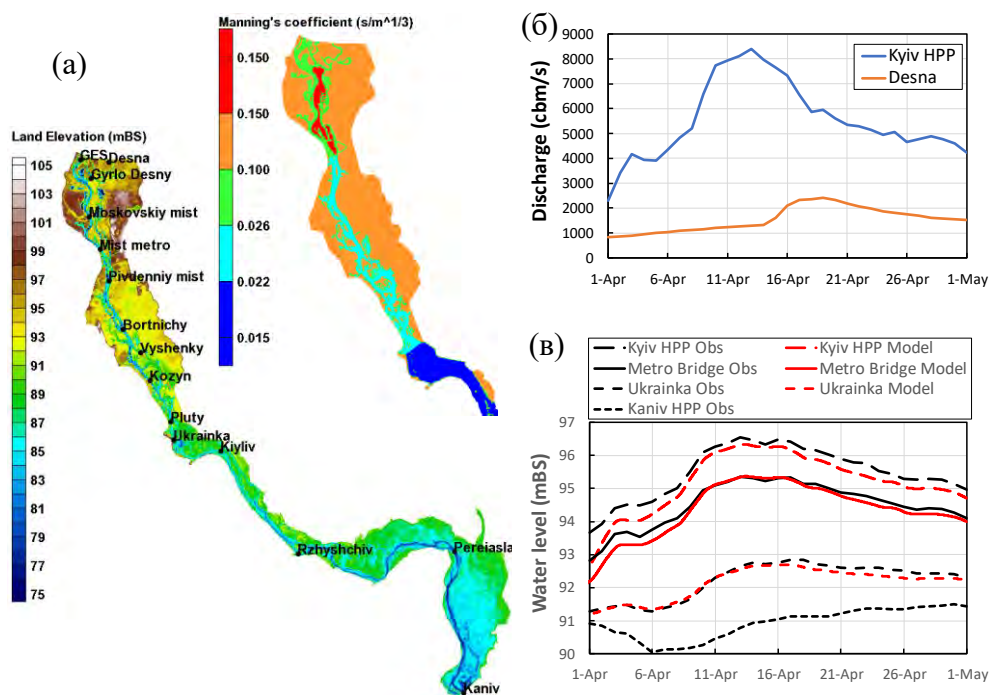 (а)
Land Elevation (mBS)
105
103
101
99
97
95
93
91
89
87
85
83
81
79
77
75
GES
Desna
Gyrlo Desny
Moskovskiy mist
Mist metro
Pivdenniy mist
Bortnichy
Vyshenky
Kozyn
Pluty
Ukrainka
Kiyliv
Rzhyshchiv
Pereiasla
Kaniv
Manning's coefficient (s/m^1/3)
0.150
0.150
0.100
0.026
0.022
0.015
(б)
Discharge (cbm/s)
9000
8000
7000
6000
5000
4000
3000
2000
1000
0
Kyiv HPP
Desna
1-Apr 6-Apr 11-Apr 16-Apr 21-Apr 26-Apr 1-May
(в)
Kyiv HPP Obs Kyiv HPP Model
Metro Bridge Obs Metro Bridge Model
Ukrainka Obs Ukrainka Model
Kaniv HPP Obs
Water level (mBS)
97
96
95
94
93
92
91
90
1-Apr 6-Apr 11-Apr 16-Apr 21-Apr 26-Apr 1-May